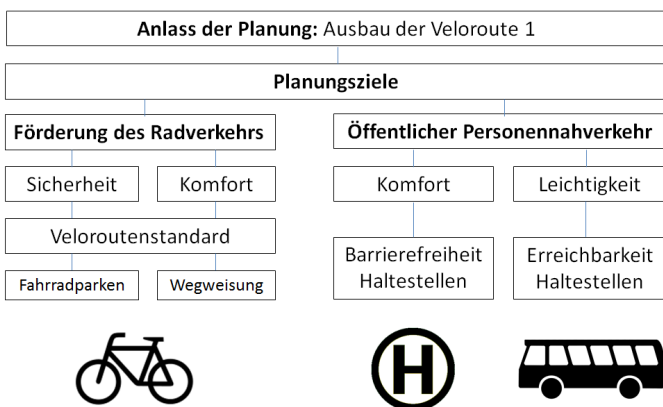 Anlass der Planung: Ausbau der Veloroute 1
Planungsziele
Förderung des Radverkehrs
Öffentlicher Personennahverkehr
Sicherheit
Komfort
Komfort
Leichtigkeit
Veloroutenstandard
Barrierefreiheit
Haltestellen
Erreichbarkeit
Haltestellen
Fahrradparken
Wegweisung
H